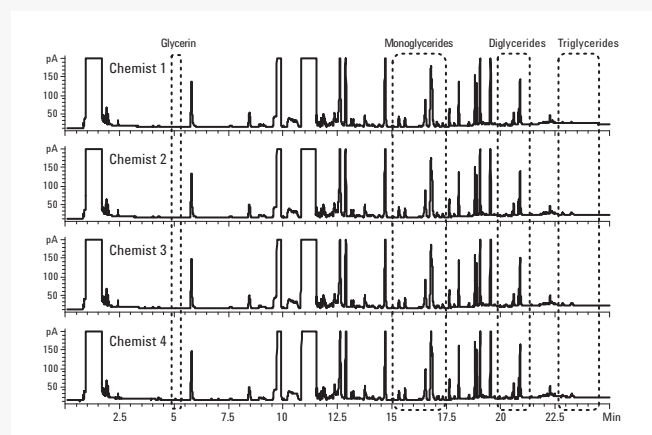 Glycerin Monoglycerides Diglycerides Triglycerides
pA
Chemist 1
150
100
50
pA
Chemist 2
150
100
50
pA
Chemist 3
150
100
50
pA
Chemist 4
150
100
50
2.5 5 7.5 10 12.5 15 17.5 20 22.5 Min